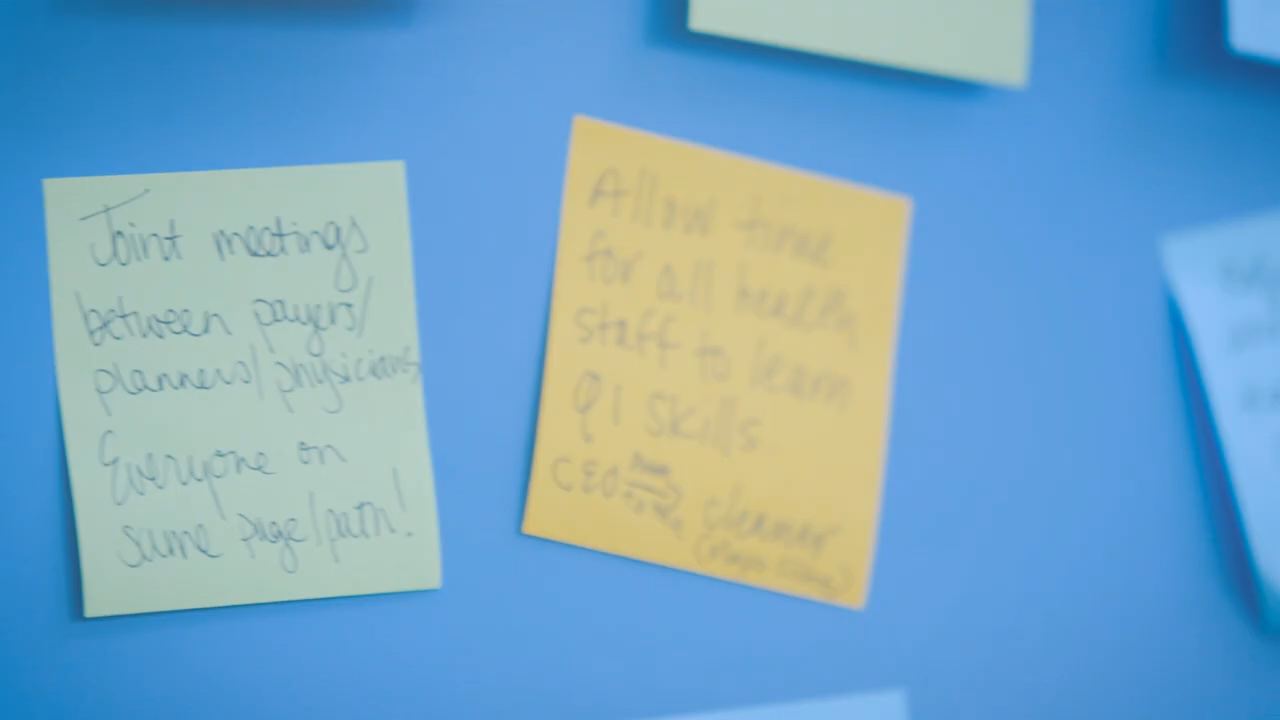 Joint meetings
between payers/
planners/physicians
Everyone on
same page/path!
Allow time
for all health
staff to learn
QI skills
CEO cleaner